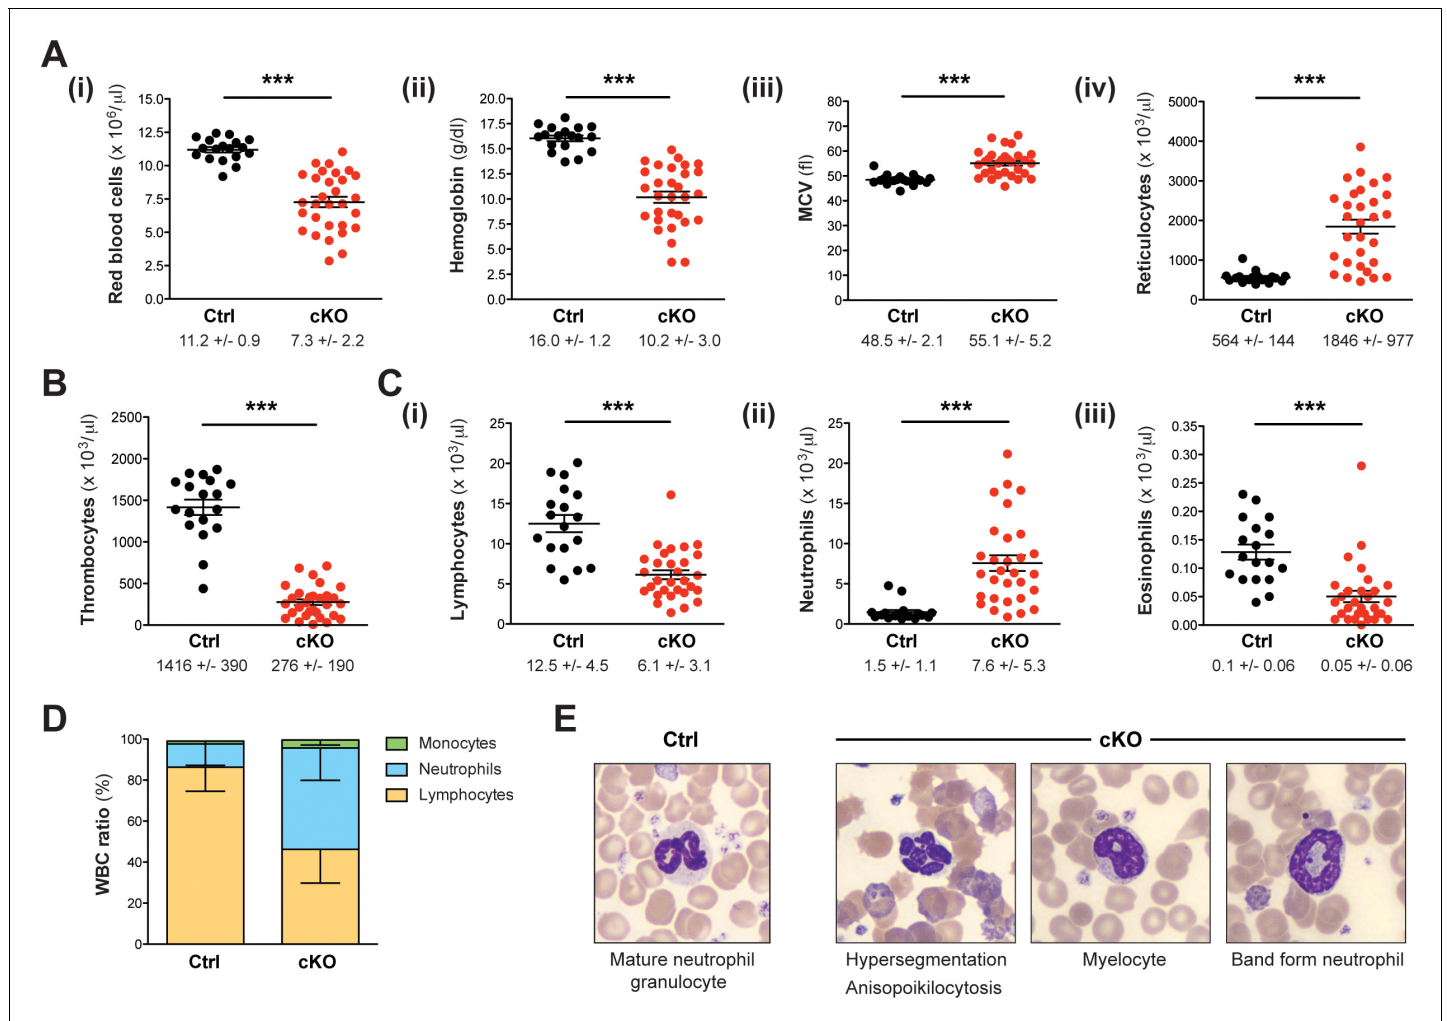 A
(i)
***
Red blood cells (x 10⁶/µl)
15.0
12.5
10.0
7.5
5.0
2.5
0.0
Ctrl
cKO
11.2 +/- 0.9
7.3 +/- 2.2
(ii)
***
Hemoglobin (g/dl)
20.0
17.5
15.0
12.5
10.0
7.5
5.0
2.5
0.0
Ctrl
cKO
16.0 +/- 1.2
10.2 +/- 3.0
(iii)
***
MCV (fl)
80
70
60
50
40
30
20
10
0
Ctrl
cKO
48.5 +/- 2.1
55.1 +/- 5.2
(iv)
***
Reticulocytes (x 10³/µl)
5000
4000
3000
2000
1000
0
Ctrl
cKO
564 +/- 144
1846 +/- 977
B
***
Thrombocytes (x 10³/µl)
2500
2000
1500
1000
500
0
Ctrl
cKO
1416 +/- 390
276 +/- 190
C
(i)
***
Lymphocytes (x 10³/µl)
25
20
15
10
5
0
Ctrl
cKO
12.5 +/- 4.5
6.1 +/- 3.1
(ii)
***
Neutrophils (x 10³/µl)
25
20
15
10
5
0
Ctrl
cKO
1.5 +/- 1.1
7.6 +/- 5.3
(iii)
***
Eosinophils (x 10³/µl)
0.35
0.30
0.25
0.20
0.15
0.10
0.05
0.00
Ctrl
cKO
0.1 +/- 0.06
0.05 +/- 0.06
D
WBC ratio (%)
100
80
60
40
20
0
Ctrl
cKO
Monocytes
Neutrophils
Lymphocytes
E
Ctrl
cKO
Mature neutrophil
granulocyte
Hypersegmentation
Anisopoikilocytosis
Myelocyte
Band form neutrophil